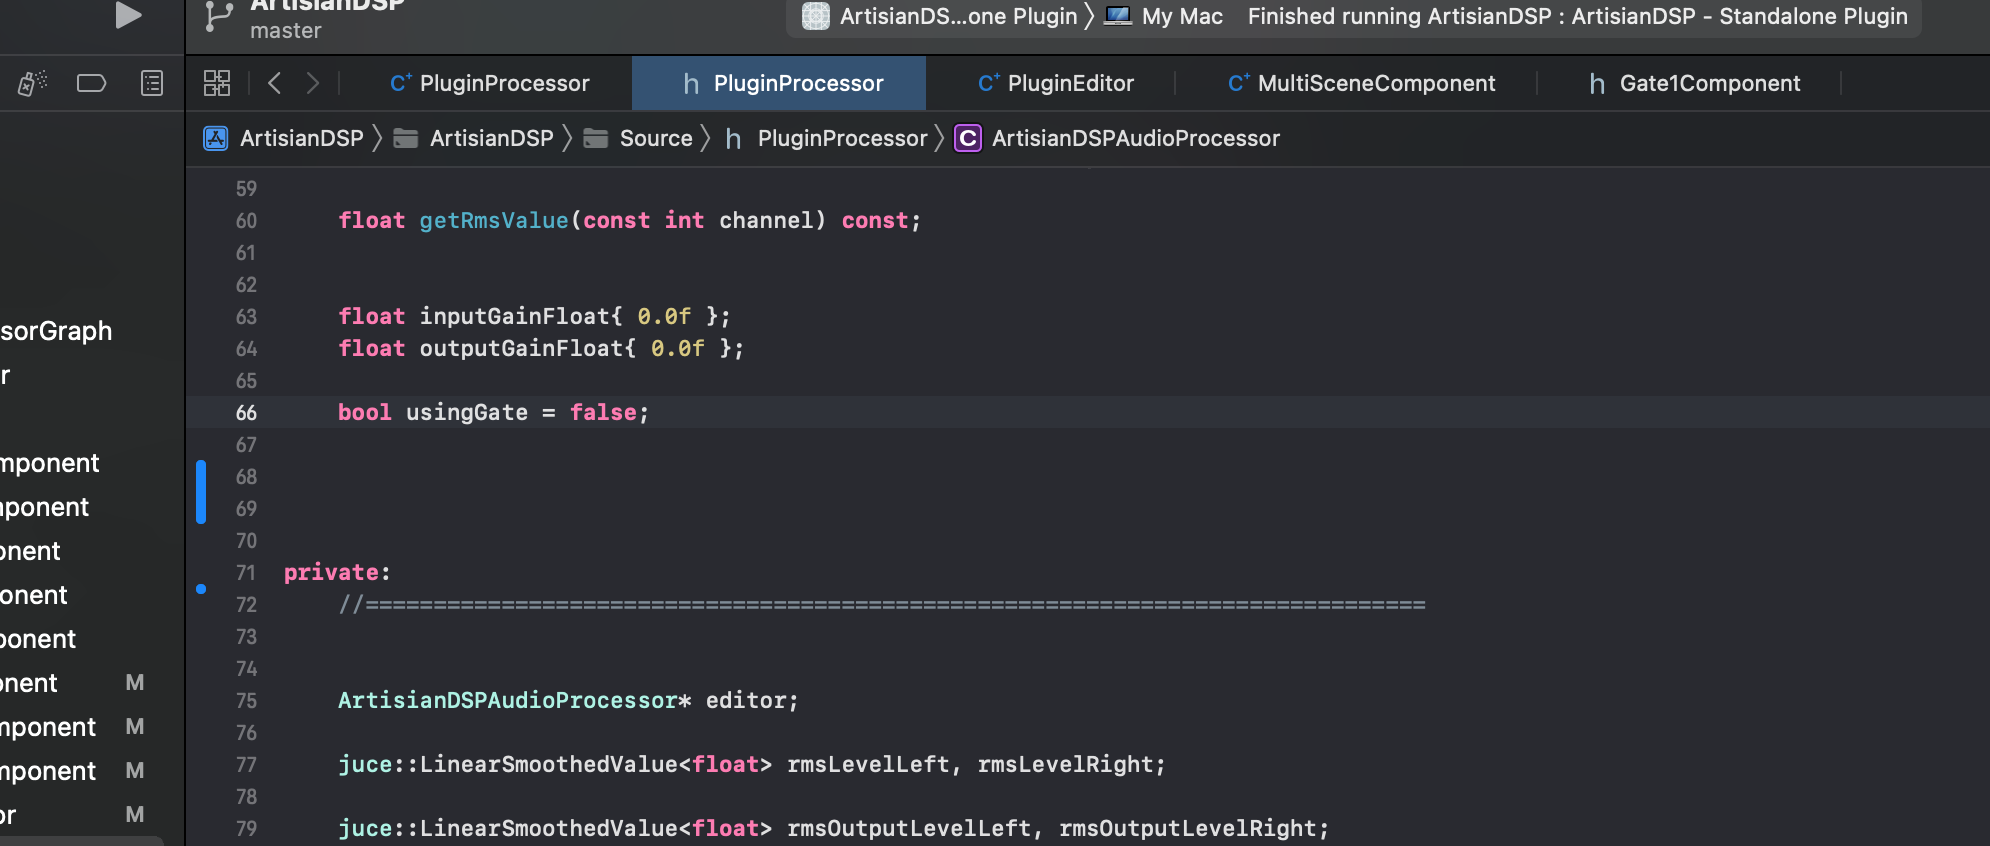 ArtisianDSP
master
ArtisianDS...one Plugin 〉 My Mac Finished running ArtisianDSP : ArtisianDSP - Standalone Plugin
C+ PluginProcessor h PluginProcessor C+ PluginEditor C+ MultiSceneComponent h Gate1Component
ArtisianDSP 〉 ArtisianDSP 〉 Source 〉 h PluginProcessor 〉 C ArtisianDSPAudioProcessor
sorGraph
r
mponent
ponent
onent
onent
ponent
onent M
mponent M
mponent M
or M
59
60 float getRmsValue(const int channel) const;
61
62
63 float inputGainFloat{ 0.0f };
64 float outputGainFloat{ 0.0f };
65
66 bool usingGate = false;
67
68
69
70
71 private:
72 //==============================================================================
73
74
75 ArtisianDSPAudioProcessor* editor;
76
77 juce::LinearSmoothedValue<float> rmsLevelLeft, rmsLevelRight;
78
79 juce::LinearSmoothedValue<float> rmsOutputLevelLeft, rmsOutputLevelRight;